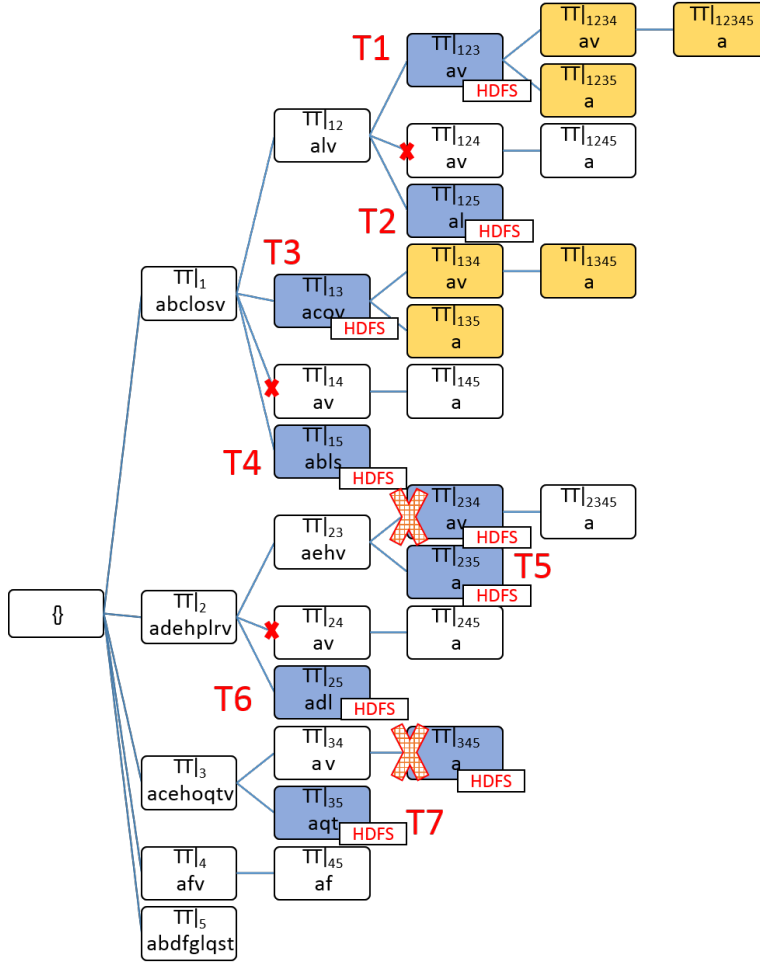 TT|1234
av
TT|12345
a
T1
TT|123
av
HDFS
TT|1235
a
TT|12
alv
TT|124
av
TT|1245
a
T2
TT|125
al
HDFS
T3
TT|134
av
TT|1345
a
TT|1
abclosv
TT|13
acov
HDFS
TT|135
a
TT|14
av
TT|145
a
T4
TT|15
abls
HDFS
TT|234
av
HDFS
TT|2345
a
TT|23
aehv
TT|235
a
HDFS
T5
{}
TT|2
adehplrv
TT|24
av
TT|245
a
T6
TT|25
adl
HDFS
TT|34
av
TT|345
a
HDFS
TT|3
acehoqtv
TT|35
aqt
HDFS
T7
TT|4
afv
TT|45
af
TT|5
abdfglqst